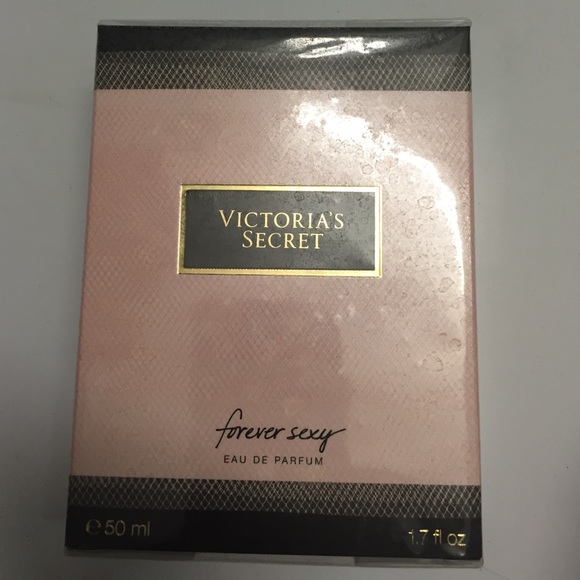 VICTORIA'S
SECRET
forever sexy
EAU DE PARFUM
℮50 ml
1.7 fl oz